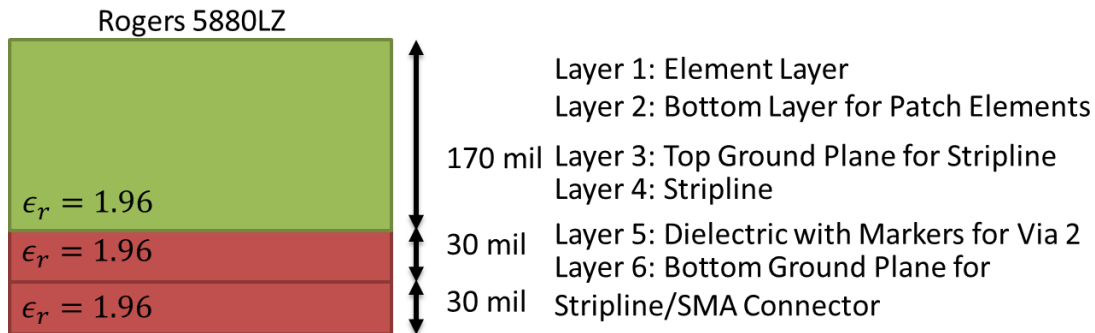 Rogers 5880LZ
ϵᵣ = 1.96
ϵᵣ = 1.96
ϵᵣ = 1.96
170 mil
30 mil
30 mil
Layer 1: Element Layer
Layer 2: Bottom Layer for Patch Elements
Layer 3: Top Ground Plane for Stripline
Layer 4: Stripline
Layer 5: Dielectric with Markers for Via 2
Layer 6: Bottom Ground Plane for
Stripline/SMA Connector